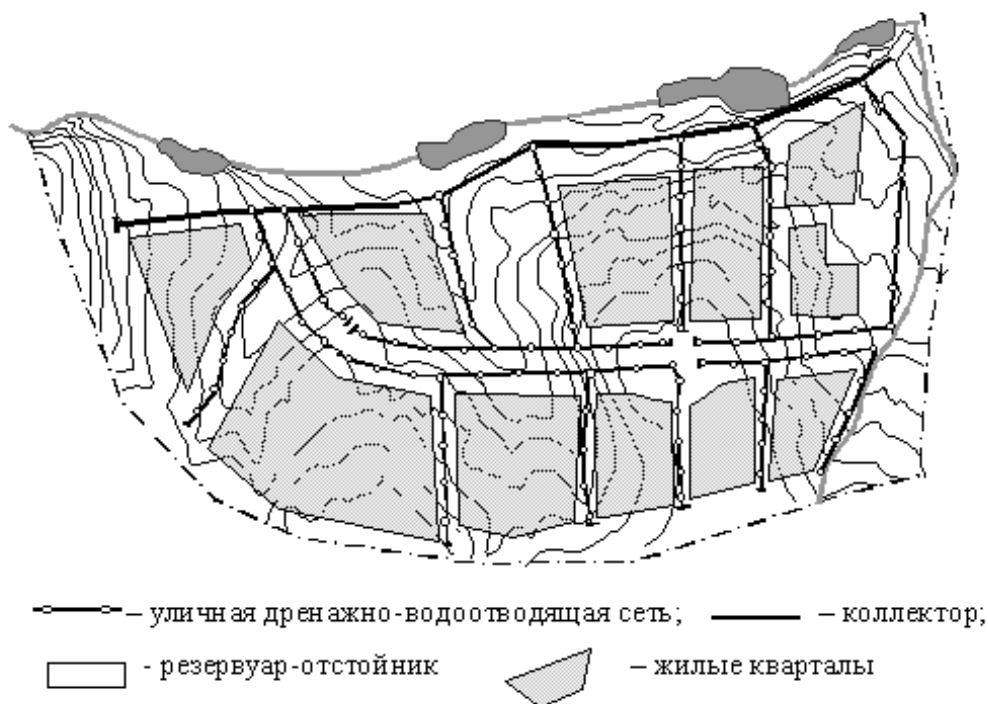 – уличная дренажно-водоотводящая сеть; – коллектор;
- резервуар-отстойник – жилые кварталы